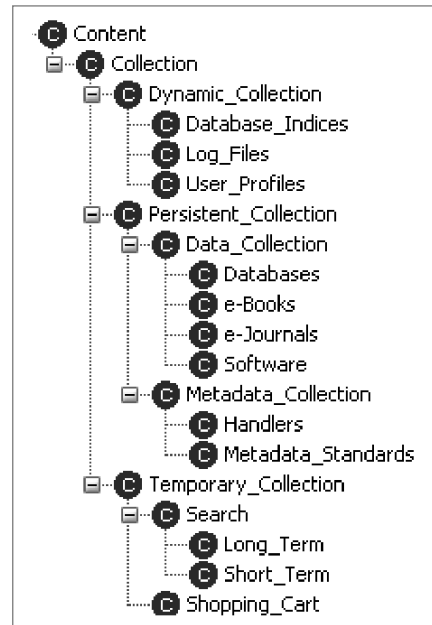 C Content
C Collection
C Dynamic_Collection
C Database_Indices
C Log_Files
C User_Profiles
C Persistent_Collection
C Data_Collection
C Databases
C e-Books
C e-Journals
C Software
C Metadata_Collection
C Handlers
C Metadata_Standards
C Temporary_Collection
C Search
C Long_Term
C Short_Term
C Shopping_Cart